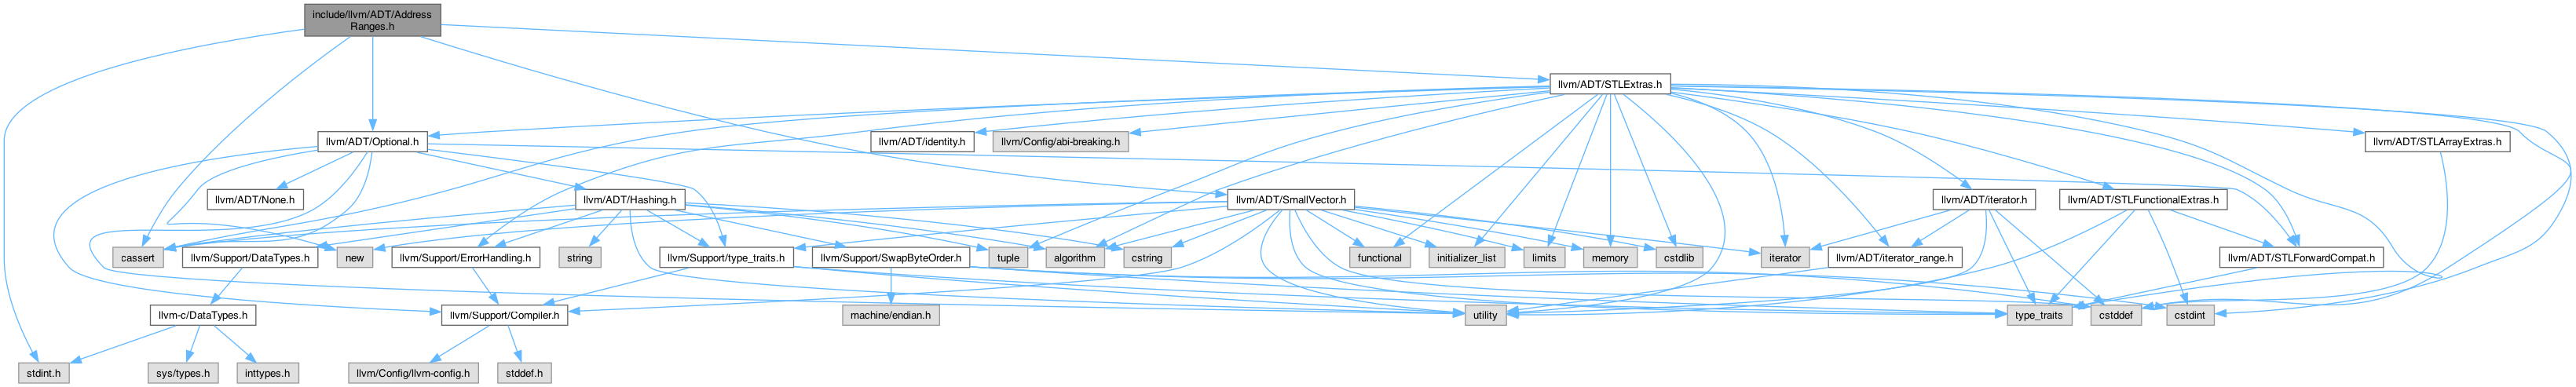 include/llvm/ADT/Address
Ranges.h
llvm/ADT/STLExtras.h
llvm/ADT/Optional.h
llvm/ADT/identity.h
llvm/Config/abi-breaking.h
llvm/ADT/STLArrayExtras.h
llvm/ADT/None.h
llvm/ADT/Hashing.h
llvm/ADT/SmallVector.h
llvm/ADT/iterator.h
llvm/ADT/STLFunctionalExtras.h
cassert
llvm/Support/DataTypes.h
new
llvm/Support/ErrorHandling.h
string
llvm/Support/type_traits.h
llvm/Support/SwapByteOrder.h
tuple
algorithm
cstring
functional
initializer_list
limits
memory
cstdlib
iterator
llvm/ADT/iterator_range.h
llvm/ADT/STLForwardCompat.h
llvm-c/DataTypes.h
llvm/Support/Compiler.h
machine/endian.h
utility
type_traits
cstddef
cstdint
stdint.h
sys/types.h
inttypes.h
llvm/Config/llvm-config.h
stddef.h